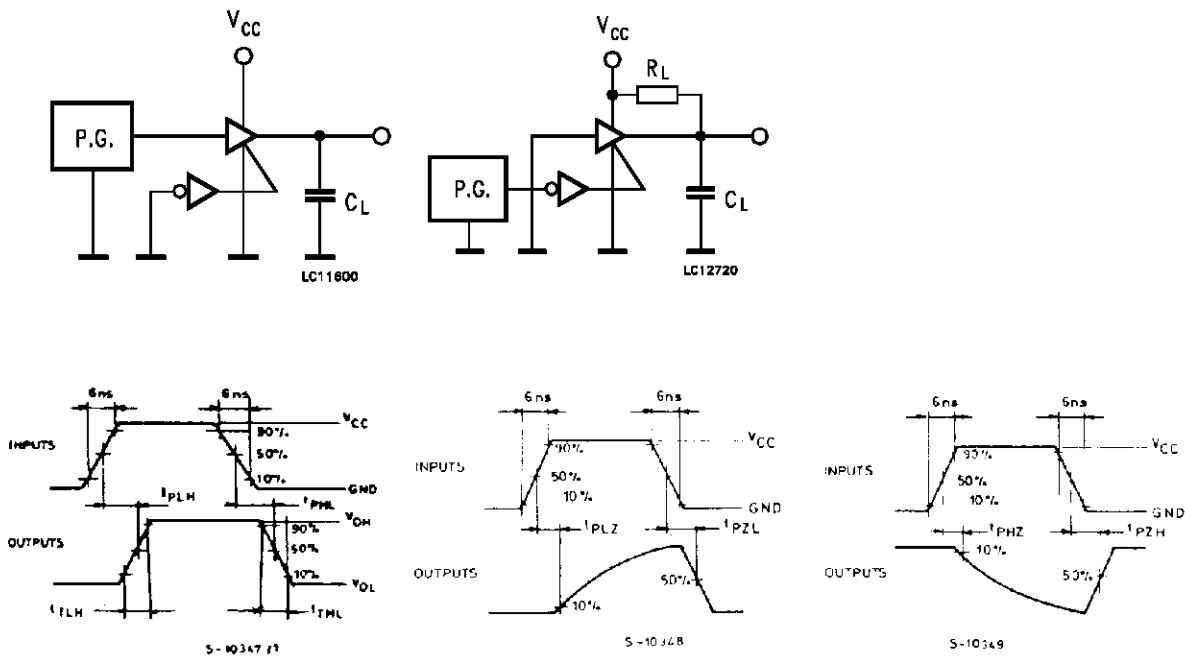 VCC
P.G.
CL
LC11600
VCC
RL
P.G.
CL
LC12720
6ns
6ns
VCC
INPUTS
90%
50%
10%
GND
tPLH
tPHL
VOH
OUTPUTS
90%
50%
10%
VOL
tTLH
tTHL
S-10347/1
6ns
6ns
VCC
INPUTS
90%
50%
10%
GND
tPLZ
tPZL
OUTPUTS
10%
50%
S-10348
6ns
6ns
VCC
INPUTS
90%
50%
10%
GND
tPHZ
tPZH
OUTPUTS
10%
50%
S-10349